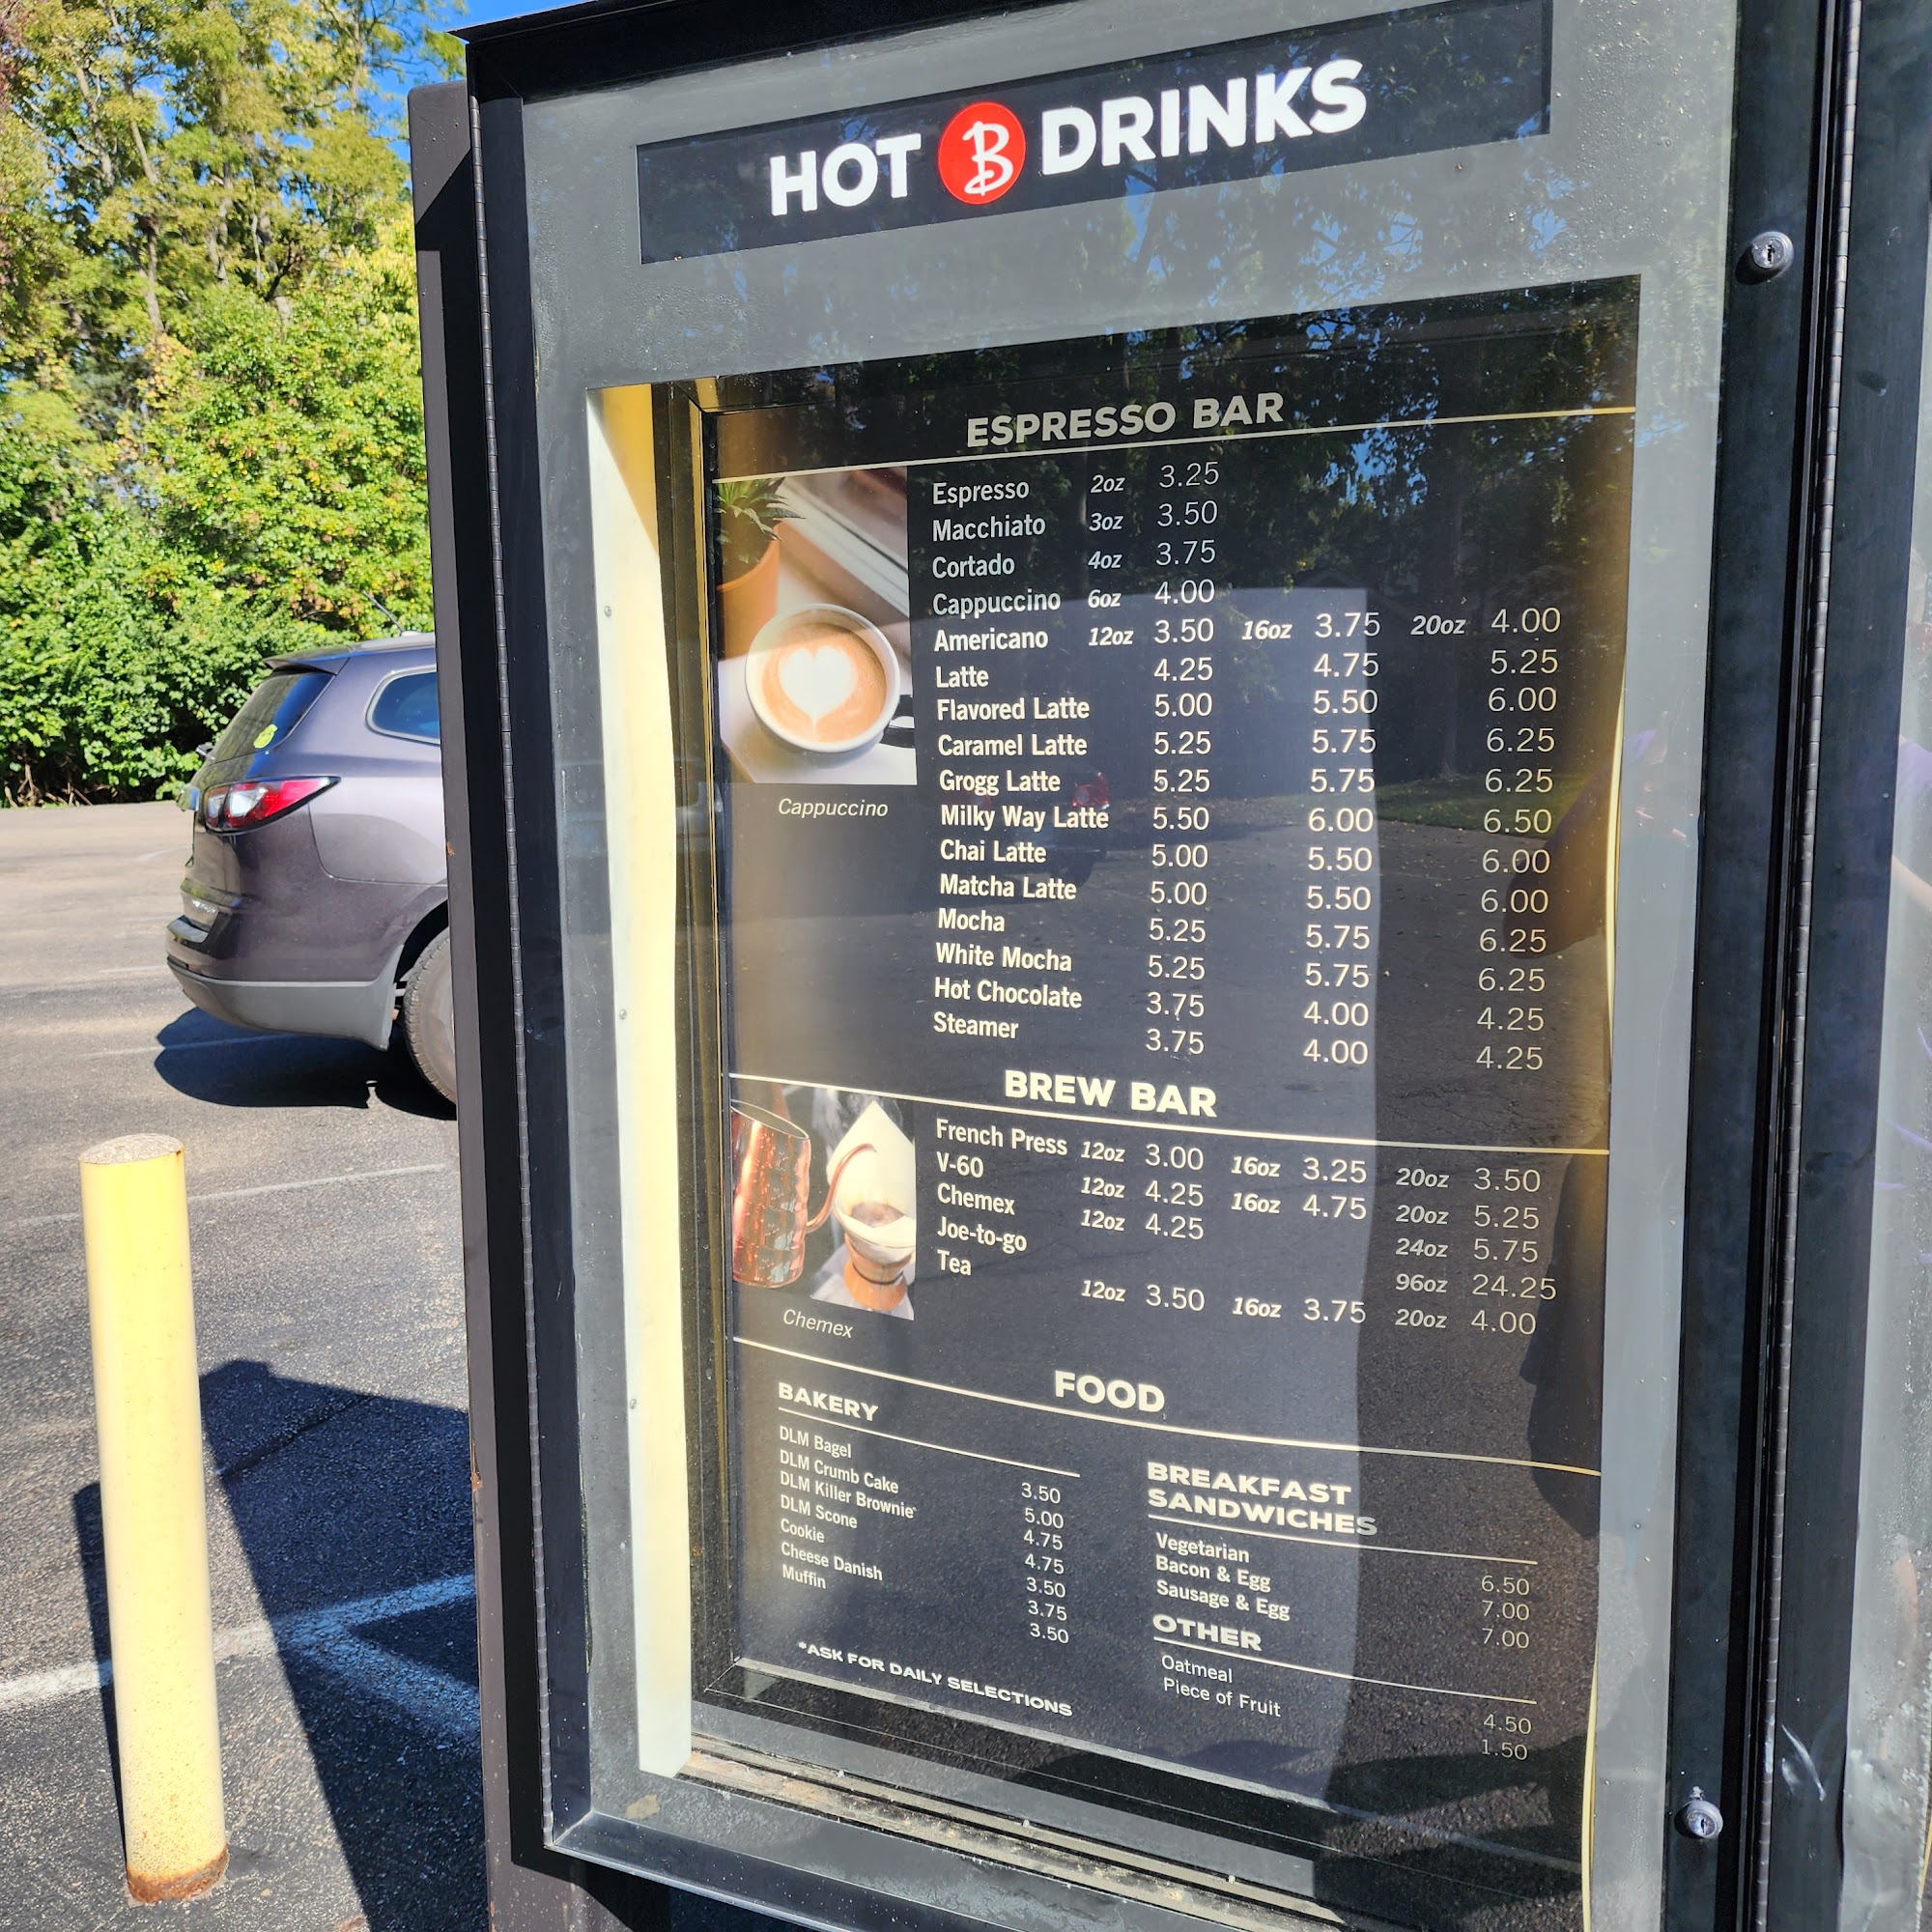 HOT B DRINKS
ESPRESSO BAR
Espresso 2oz 3.25
Macchiato 3oz 3.50
Cortado 4oz 3.75
Cappuccino 6oz 4.00
Americano 12oz 3.50 16oz 3.75 20oz 4.00
Latte 4.25 4.75 5.25
Flavored Latte 5.00 5.50 6.00
Caramel Latte 5.25 5.75 6.25
Grogg Latte 5.25 5.75 6.25
Milky Way Latte 5.50 6.00 6.50
Chai Latte 5.00 5.50 6.00
Matcha Latte 5.00 5.50 6.00
Mocha 5.25 5.75 6.25
White Mocha 5.25 5.75 6.25
Hot Chocolate 3.75 4.00 4.25
Steamer 3.75 4.00 4.25
Cappuccino
BREW BAR
French Press 12oz 3.00 16oz 3.25 20oz 3.50
V-60 12oz 4.25 16oz 4.75 20oz 5.25
Chemex 12oz 4.25 24oz 5.75
Joe-to-go 96oz 24.25
Tea 12oz 3.50 16oz 3.75 20oz 4.00
Chemex
FOOD
BAKERY
DLM Bagel 3.50
DLM Crumb Cake 5.00
DLM Killer Brownie 4.75
DLM Scone 4.75
Cookie 3.50
Cheese Danish 3.75
Muffin 3.50
*ASK FOR DAILY SELECTIONS
BREAKFAST
SANDWICHES
Vegetarian 6.50
Bacon & Egg 7.00
Sausage & Egg 7.00
OTHER
Oatmeal 4.50
Piece of Fruit 1.50